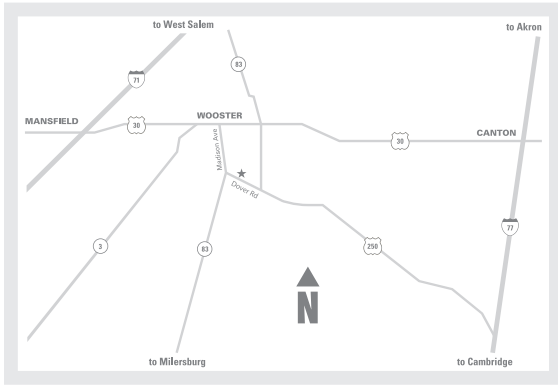 to West Salem
to Akron
83
71
MANSFIELD
30
WOOSTER
30
CANTON
Madison Ave
Dover Rd
3
83
250
77
N
to Milersburg
to Cambridge